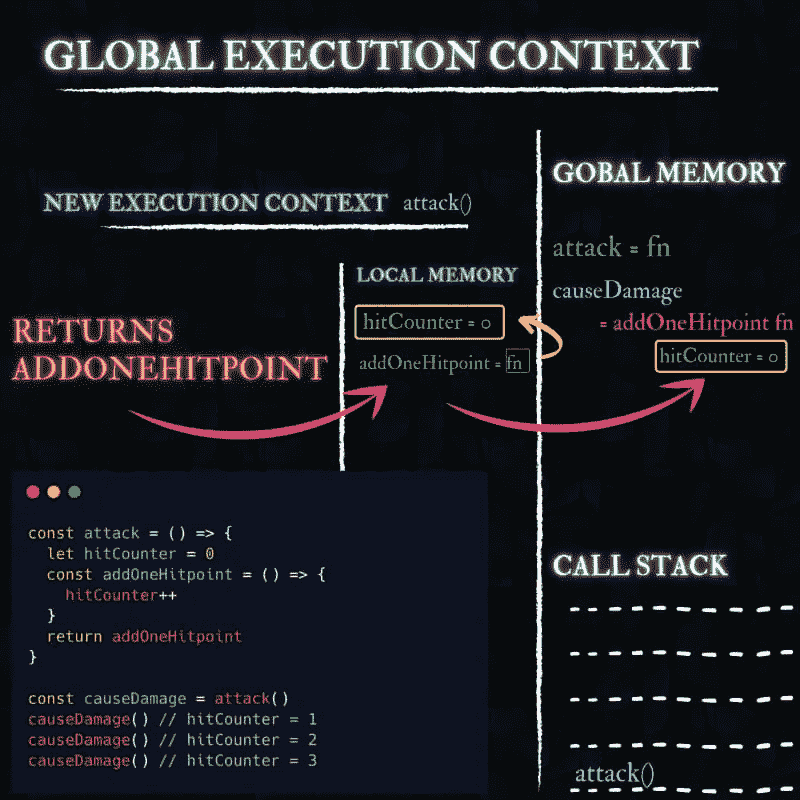 GLOBAL EXECUTION CONTEXT
NEW EXECUTION CONTEXT attack()
GOBAL MEMORY
attack = fn
causeDamage
= addOneHitpoint fn
hitCounter = 0
LOCAL MEMORY
hitCounter = 0
addOneHitpoint = fn
RETURNS
ADDONEHITPOINT
const attack = () => {
let hitCounter = 0
const addOneHitpoint = () => {
hitCounter++
}
return addOneHitpoint
}
const causeDamage = attack()
causeDamage() // hitCounter = 1
causeDamage() // hitCounter = 2
causeDamage() // hitCounter = 3
CALL STACK
attack()